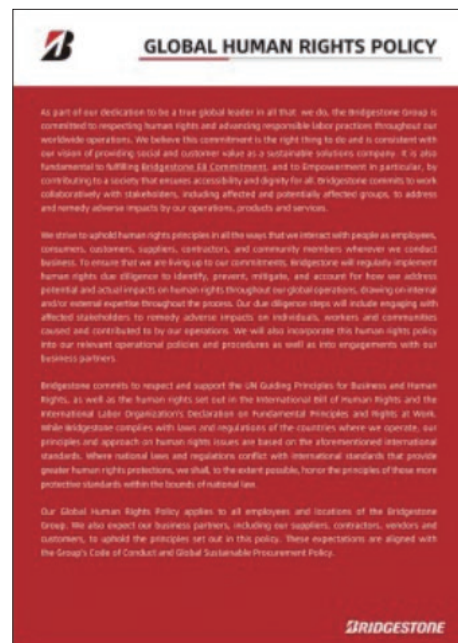 GLOBAL HUMAN RIGHTS POLICY
As part of our dedication to be a true global leader in all that we do, the Bridgestone Group is
committed to respecting human rights and advancing responsible labor practices throughout our
worldwide operations. We believe this commitment is the right thing to do and is consistent with
our vision of providing social and customer value as a sustainable solutions company. It is also
fundamental to fulfilling Bridgestone E8 Commitment, and to Empowerment in particular, by
contributing to a society that ensures accessibility and dignity for all. Bridgestone commits to work
collaboratively with stakeholders, including affected and potentially affected groups, to address
and remedy adverse impacts by our operations, products and services.
We strive to uphold human rights principles in all the ways that we interact with people as employees,
consumers, customers, suppliers, contractors, and community members wherever we conduct
business. To ensure that we are living up to our commitments, Bridgestone will regularly implement
human rights due diligence to identify, prevent, mitigate, and account for how we address
potential and actual impacts on human rights throughout our global operations, drawing on internal
and/or external expertise throughout the process. Our due diligence steps will include engaging with
affected stakeholders to remedy adverse impacts on individuals, workers and communities
caused and contributed to by our operations. We will also incorporate this human rights policy
into our relevant operational policies and procedures as well as into engagements with our
business partners.
Bridgestone commits to respect and support the UN Guiding Principles for Business and Human
Rights, as well as the human rights set out in the International Bill of Human Rights and the
International Labor Organization's Declaration on Fundamental Principles and Rights at Work.
While Bridgestone complies with laws and regulations of the countries where we operate, our
principles and approach on human rights issues are based on the aforementioned international
standards. Where national laws and regulations conflict with international standards that provide
greater human rights protections, we shall, to the extent possible, honor the principles of those more
protective standards within the bounds of national law.
Our Global Human Rights Policy applies to all employees and locations of the Bridgestone
Group. We also expect our business partners, including our suppliers, contractors, vendors and
customers, to uphold the principles set out in this policy. These expectations are aligned with
the Group's Code of Conduct and Global Sustainable Procurement Policy.
BRIDGESTONE